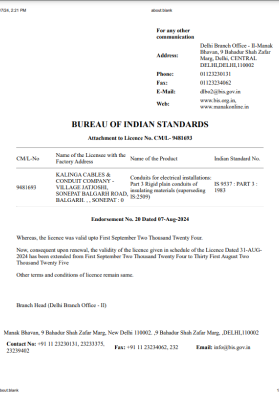 7/24, 2:21 PM
about:blank
For any other
communication
Address:
Delhi Branch Office - II-Manak
Bhavan, 9 Bahadur Shah Zafar
Marg, Delhi, CENTRAL
DELHI,DELHI,110002
Phone: 01123230131
Fax: 01123234062
E-Mail: dlbo2@bis.gov.in
Web:
www.bis.org.in,
www.manakonline.in
BUREAU OF INDIAN STANDARDS
Attachment to Licence No. CM/L- 9481693
CM/L-No
Name of the Licensee with the
Factory Address
Name of the Product
Indian Standard No.
9481693
KALINGA CABLES &
CONDUIT COMPANY -
VILLAGE JATJOSHI,
SONEPAT BALGARH ROAD,
BALGARH, , , SONEPAT : 0
Conduits for electrical installations:
Part 3 Rigid plain conduits of
insulating materials (superseding
IS:2509)
IS 9537 : PART 3 :
1983
Endorsement No. 20 Dated 07-Aug-2024
Whereas, the licence was valid upto First September Two Thousand Twenty Four.
Now, consequent upon renewal, the validity of the licence given in schedule of the Licence Dated 31-AUG-
2024 has been extended from First September Two Thousand Twenty Four to Thirty First August Two
Thousand Twenty Five
Other terms and conditions of licence remain same.
Branch Head (Delhi Branch Office - II)
Manak Bhavan, 9 Bahadur Shah Zafar Marg, New Delhi 110002. ,9 Bahadur Shah Zafar Marg, ,DELHI,110002
Contact No: +91 11 23230131, 23233375,
23239402
Fax: +91 11 23234062, 232
Email: info@bis.gov.in
about:blank